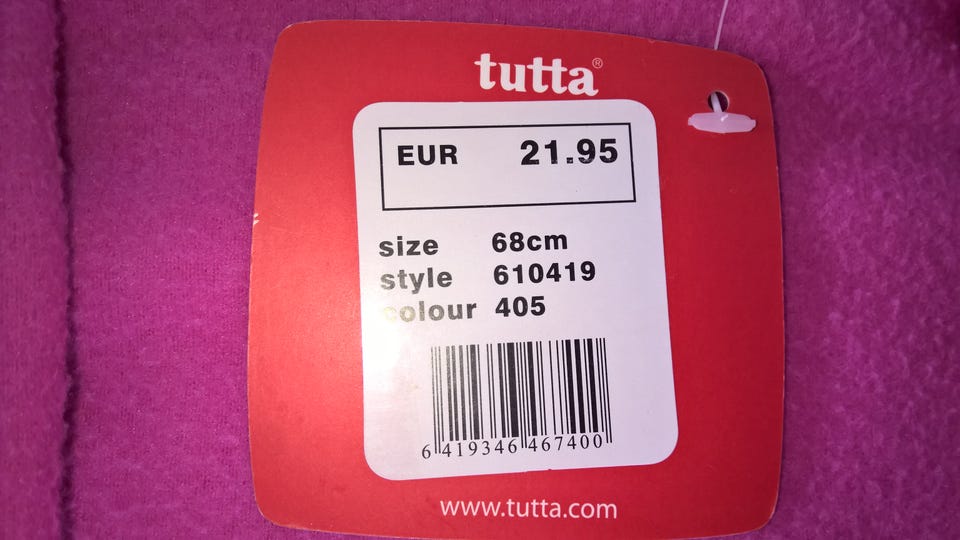 tutta®
EUR 21.95
size 68cm
style 610419
colour 405
6 419346 467400
www.tutta.com